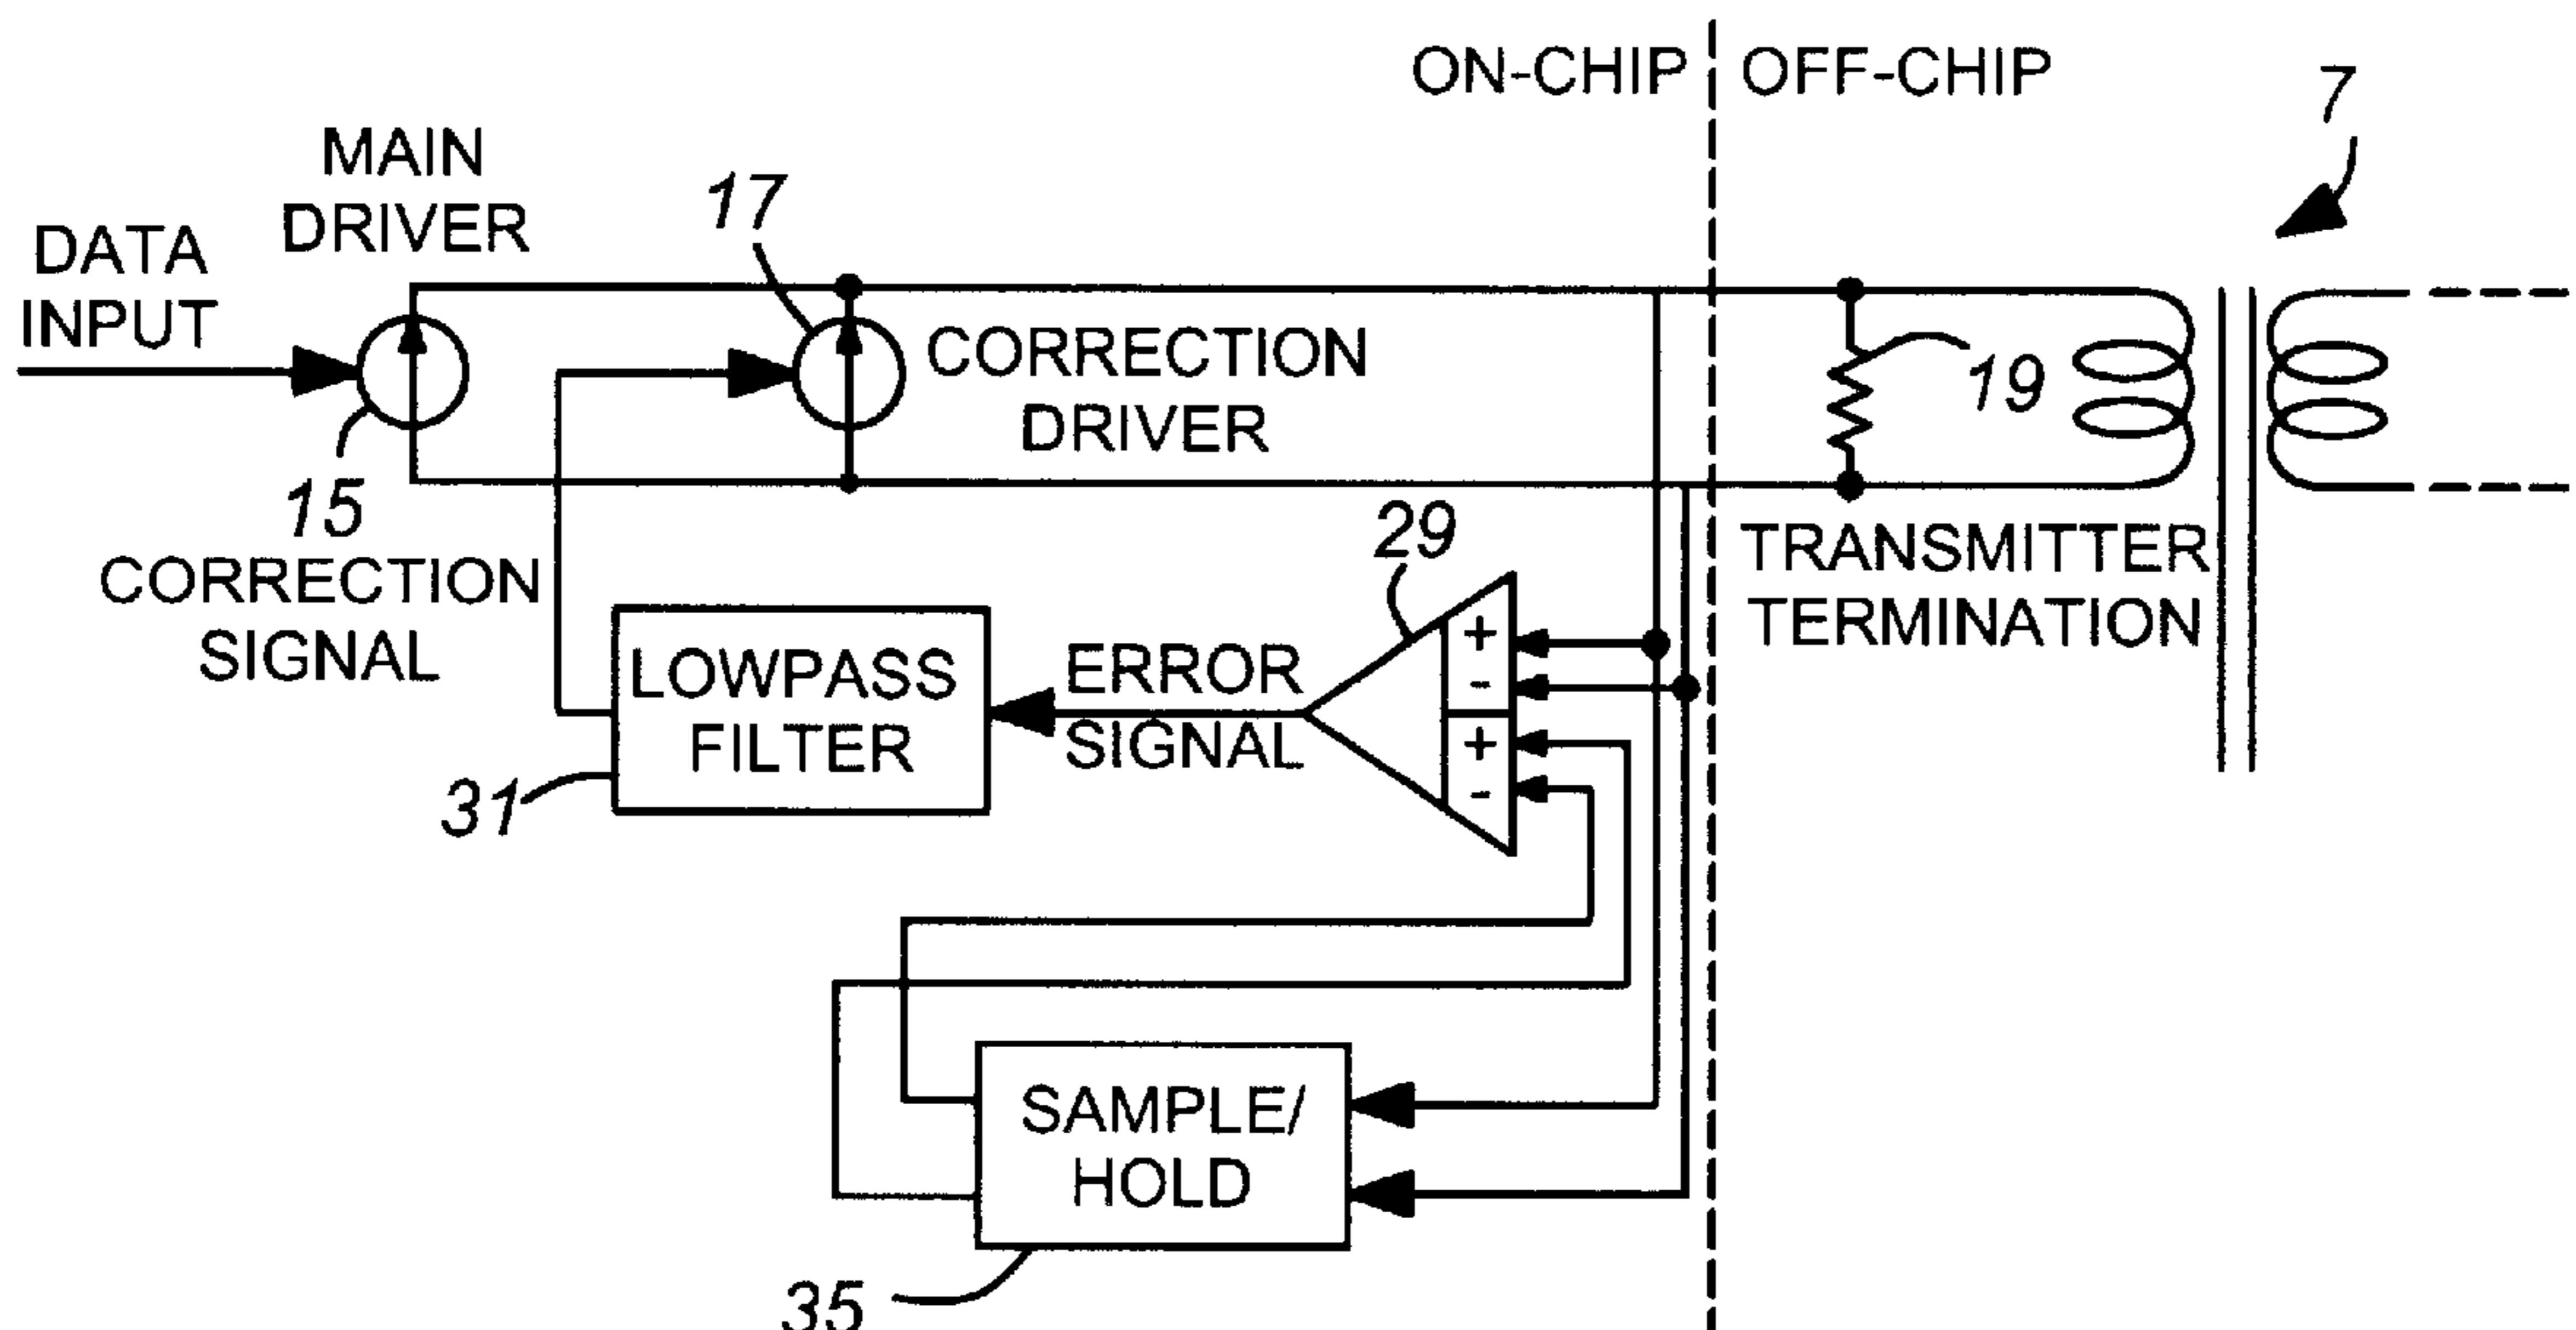 ON-CHIP
OFF-CHIP
7
MAIN
DRIVER
17
DATA
INPUT
CORRECTION
DRIVER
19
15
CORRECTION
SIGNAL
29
TRANSMITTER
TERMINATION
+
-
+
-
LOWPASS
FILTER
ERROR
SIGNAL
31
SAMPLE/
HOLD
35